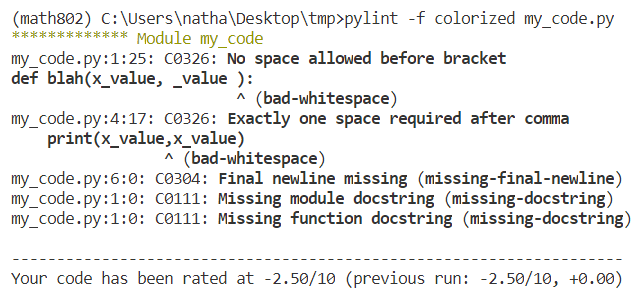 (math802) C:\Users\natha\Desktop\tmp>pylint -f colorized my_code.py
************* Module my_code
my_code.py:1:25: C0326: No space allowed before bracket
def blah(x_value, _value ):
                         ^ (bad-whitespace)
my_code.py:4:17: C0326: Exactly one space required after comma
    print(x_value,x_value)
                 ^ (bad-whitespace)
my_code.py:6:0: C0304: Final newline missing (missing-final-newline)
my_code.py:1:0: C0111: Missing module docstring (missing-docstring)
my_code.py:1:0: C0111: Missing function docstring (missing-docstring)

--------------------------------------------------------------------
Your code has been rated at -2.50/10 (previous run: -2.50/10, +0.00)